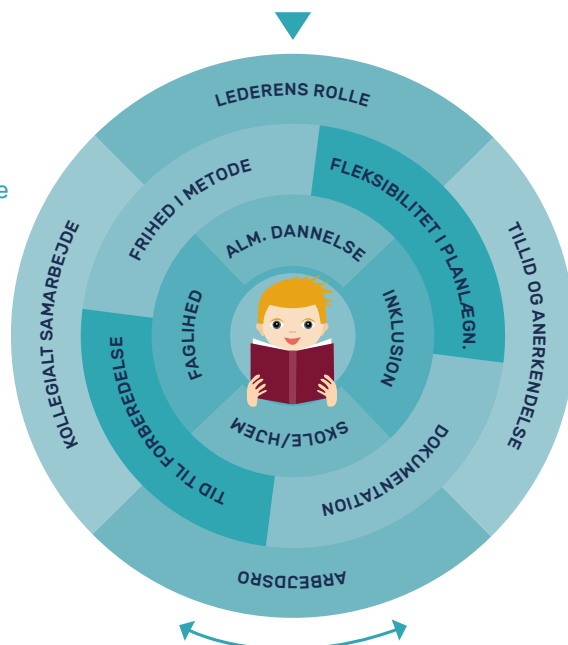 LEDERENS ROLLE
TILLID OG ANERKENDELSE
ARBEJDSRO
KOLLEGIALT SAMARBEJDE
FRIHED I METODE
FLEKSIBILITET I PLANLÆGN.
DOKUMENTATION
TID TIL FORBEREDELSE
ALM. DANNELSE
INKLUSION
SKOLE/HJEM
FAGLIHED
e